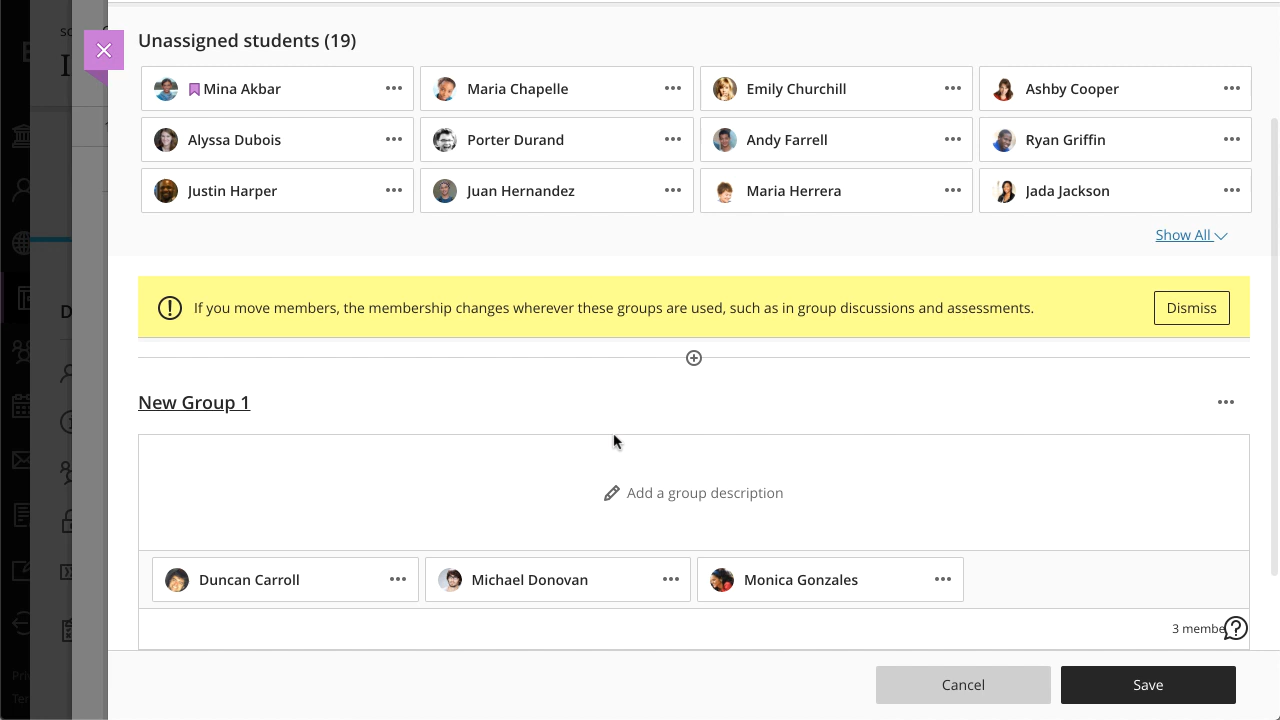 Unassigned students (19)
Mina Akbar
Maria Chapelle
Emily Churchill
Ashby Cooper
Alyssa Dubois
Porter Durand
Andy Farrell
Ryan Griffin
Justin Harper
Juan Hernandez
Maria Herrera
Jada Jackson
Show All
If you move members, the membership changes wherever these groups are used, such as in group discussions and assessments.
Dismiss
New Group 1
Add a group description
Duncan Carroll
Michael Donovan
Monica Gonzales
3 membe
Cancel
Save